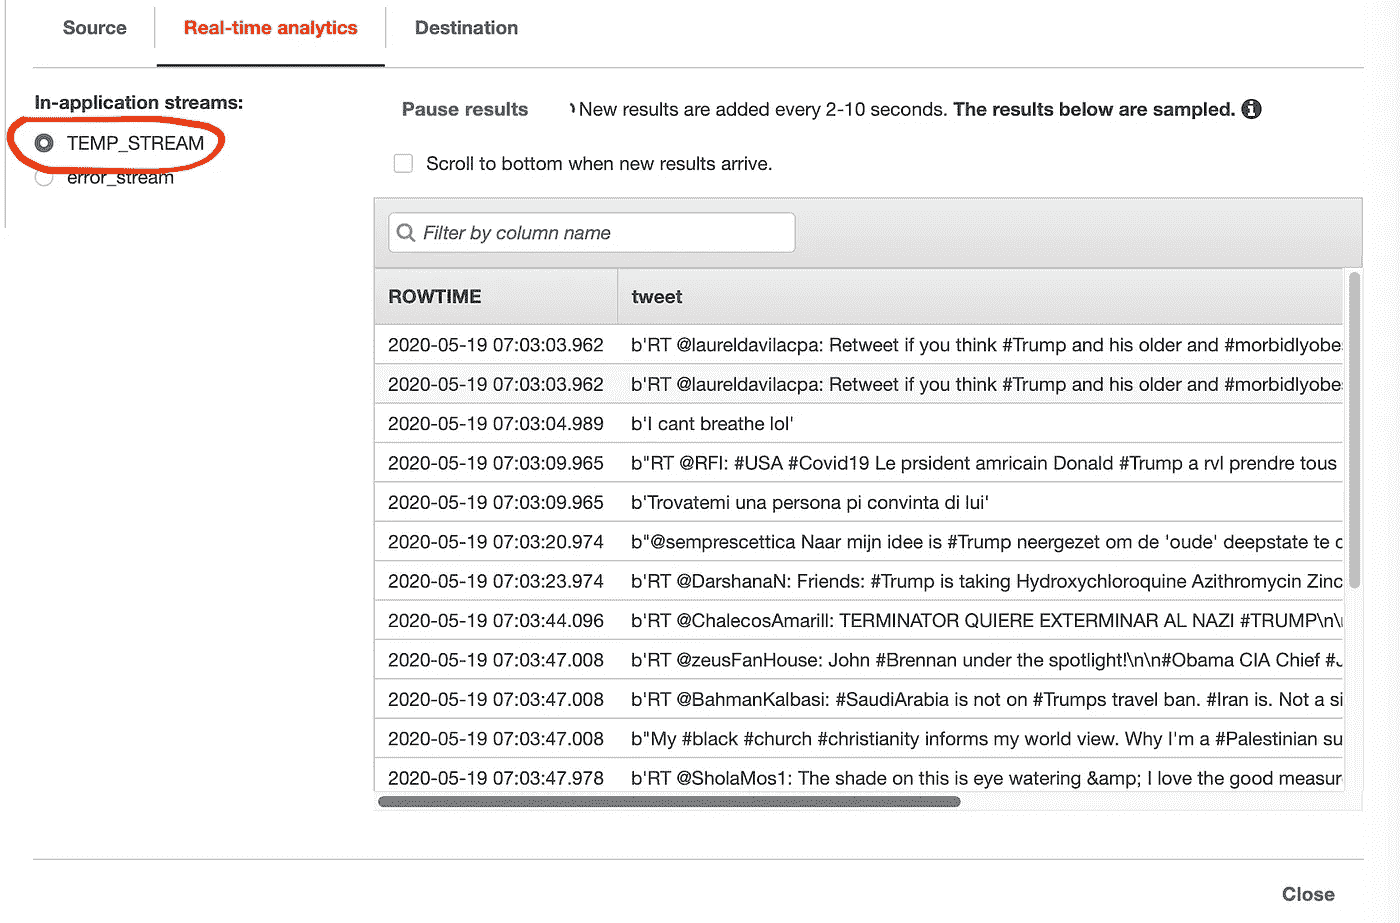 Source Real-time analytics Destination
In-application streams:
TEMP_STREAM
error_stream
Pause results New results are added every 2-10 seconds. The results below are sampled.
Scroll to bottom when new results arrive.
Filter by column name
ROWTIME tweet
2020-05-19 07:03:03.962 b'RT @laureldavilacpa: Retweet if you think #Trump and his older and #morbidlyobe
2020-05-19 07:03:03.962 b'RT @laureldavilacpa: Retweet if you think #Trump and his older and #morbidlyobe
2020-05-19 07:03:04.989 b'I cant breathe lol'
2020-05-19 07:03:09.965 b"RT @RFI: #USA #Covid19 Le prsident amricain Donald #Trump a rvl prendre tous
2020-05-19 07:03:09.965 b'Trovatemi una persona pi convinta di lui'
2020-05-19 07:03:20.974 b"@semprescettica Naar mijn idee is #Trump neergezet om de 'oude' deepstate te c
2020-05-19 07:03:23.974 b'RT @DarshanaN: Friends: #Trump is taking Hydroxychloroquine Azithromycin Zinc
2020-05-19 07:03:44.096 b'RT @ChalecosAmarill: TERMINATOR QUIERE EXTERMINAR AL NAZI #TRUMP\n\
2020-05-19 07:03:47.008 b'RT @zeusFanHouse: John #Brennan under the spotlight!\n\n#Obama CIA Chief #J
2020-05-19 07:03:47.008 b'RT @BahmanKalbasi: #SaudiArabia is not on #Trumps travel ban. #Iran is. Not a si
2020-05-19 07:03:47.008 b"My #black #church #christianity informs my world view. Why I'm a #Palestinian su
2020-05-19 07:03:47.978 b'RT @SholaMos1: The shade on this is eye watering &amp; I love the good measur
Close